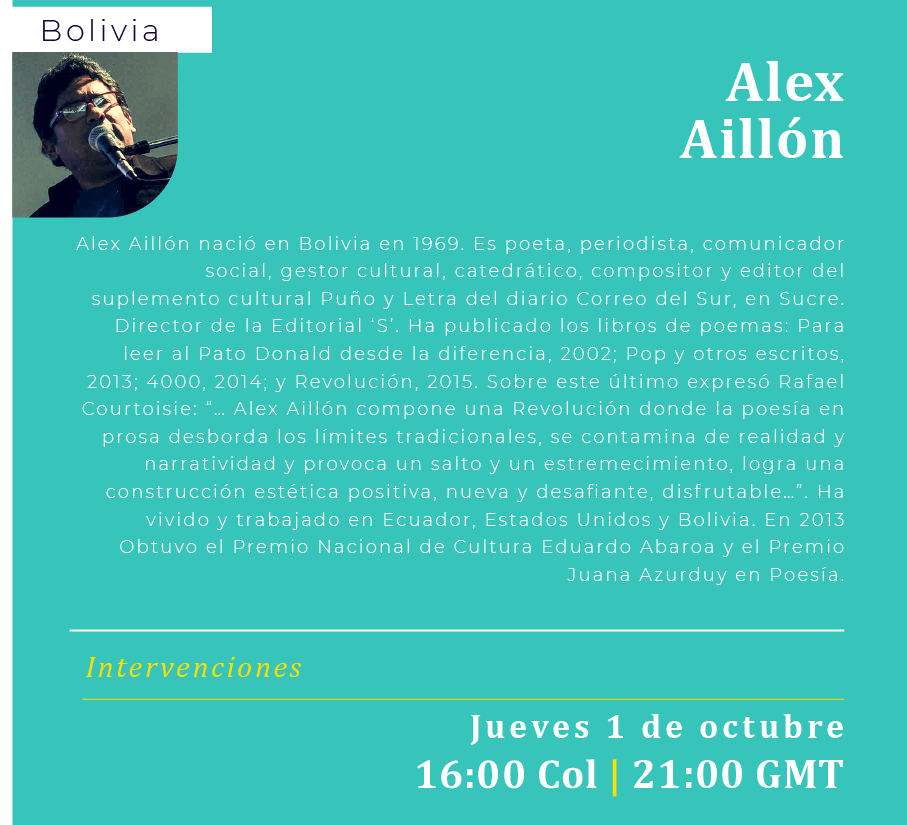 Bolivia
Alex
Aillón
Alex Aillón nació en Bolivia en 1969. Es poeta, periodista, comunicador
social, gestor cultural, catedrático, compositor y editor del
suplemento cultural Puño y Letra del diario Correo del Sur, en Sucre.
Director de la Editorial ‘S’. Ha publicado los libros de poemas: Para
leer al Pato Donald desde la diferencia, 2002; Pop y otros escritos,
2013; 4000, 2014; y Revolución, 2015. Sobre este último expresó Rafael
Courtoisie: “… Alex Aillón compone una Revolución donde la poesía en
prosa desborda los límites tradicionales, se contamina de realidad y
narratividad y provoca un salto y un estremecimiento, logra una
construcción estética positiva, nueva y desafiante, disfrutable…”. Ha
vivido y trabajado en Ecuador, Estados Unidos y Bolivia. En 2013
Obtuvo el Premio Nacional de Cultura Eduardo Abaroa y el Premio
Juana Azurduy en Poesía.
Intervenciones
Jueves 1 de octubre
16:00 Col | 21:00 GMT